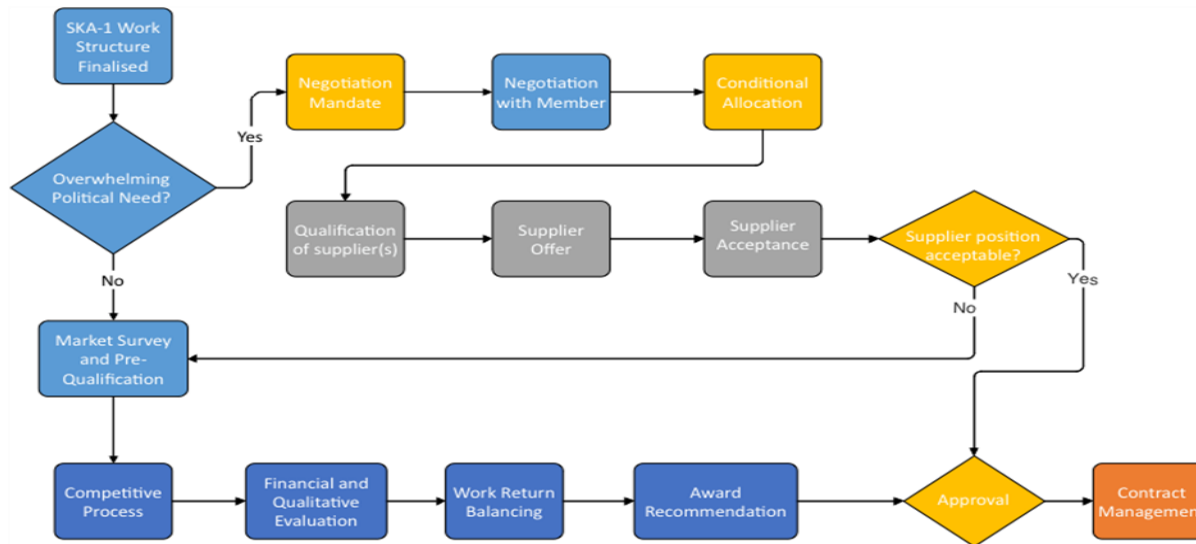 SKA-1 Work
Structure
Finalised
Negotiation
Mandate
Negotiation
with Member
Conditional
Allocation
Yes
Overwhelming
Political Need?
Qualification
of supplier(s)
Supplier
Offer
Supplier
Acceptance
Supplier position
acceptable?
Yes
No
No
Market Survey
and Pre-
Qualification
Competitive
Process
Financial and
Qualitative
Evaluation
Work Return
Balancing
Award
Recommendation
Approval
Contract
Management